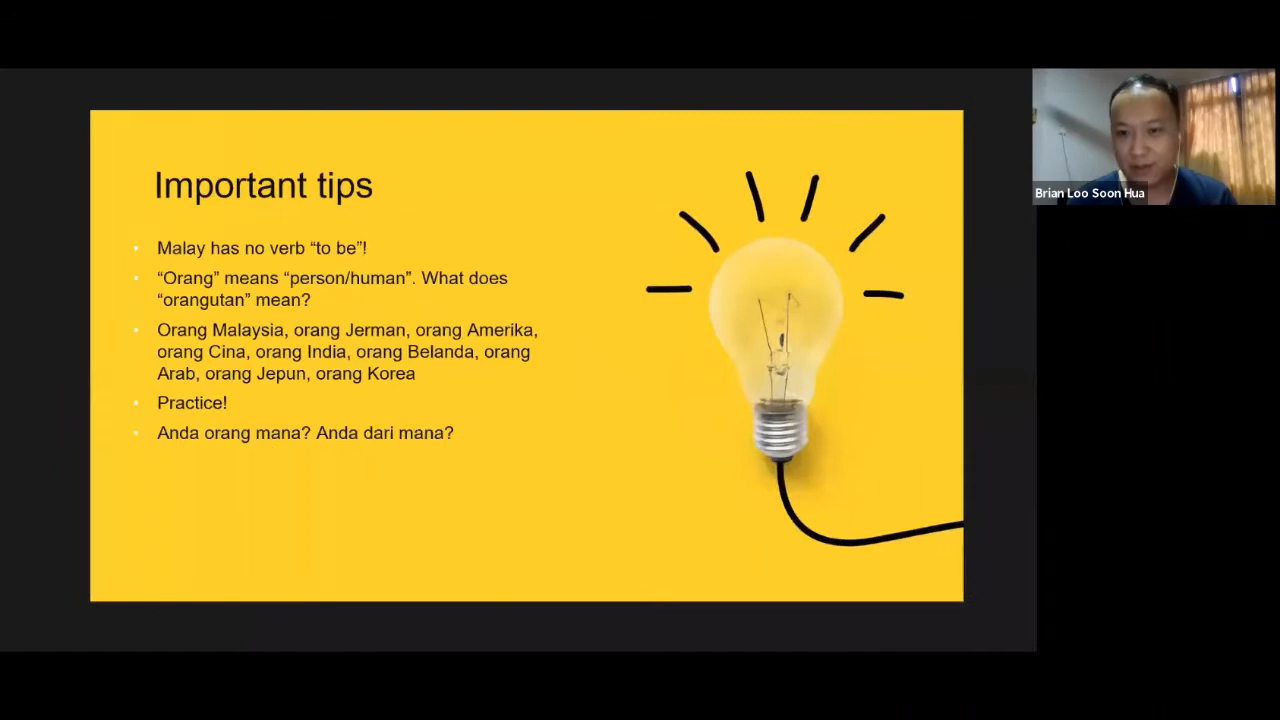 Important tips
Malay has no verb “to be”!
“Orang” means “person/human”. What does
“orangutan” mean?
Orang Malaysia, orang Jerman, orang Amerika,
orang Cina, orang India, orang Belanda, orang
Arab, orang Jepun, orang Korea
Practice!
Anda orang mana? Anda dari mana?
Brian Loo Soon Hua